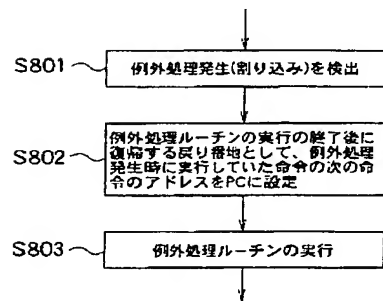 S801
例外処理発生(割り込み)を検出
S802
例外処理ルーチンの実行の終了後に
復帰する戻り番地として、例外処理
発生時に実行していた命令の次の命
令のアドレスをPCに設定
S803
例外処理ルーチンの実行